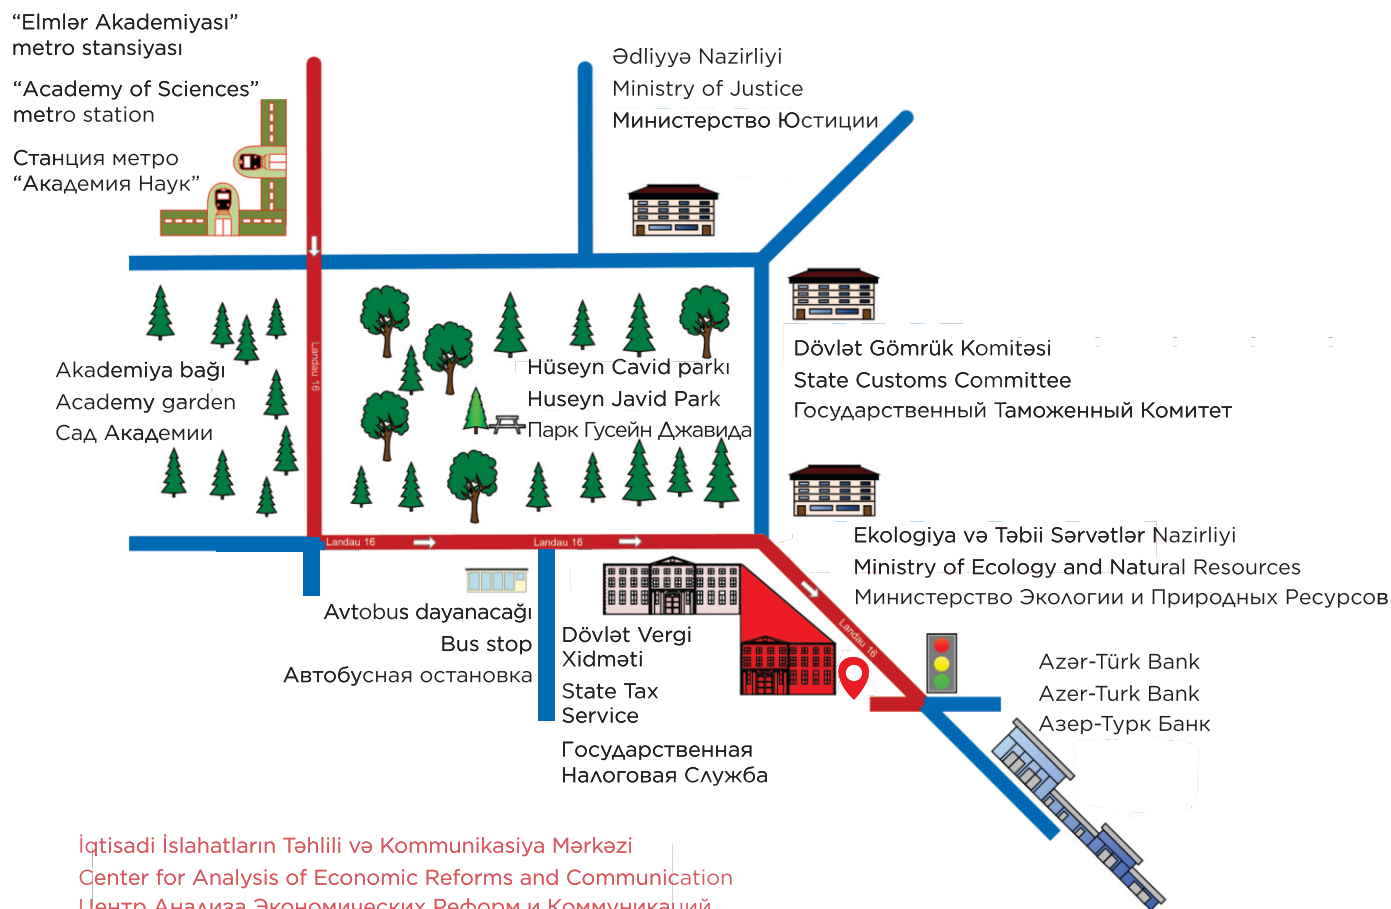 “Elmlər Akademiyası”
metro stansiyası
“Academy of Sciences”
metro station
Станция метро
“Академия Наук”
Ədliyyə Nazirliyi
Ministry of Justice
Министерство Юстиции
Landau 16
Akademiya bağı
Academy garden
Сад Академии
Hüseyn Cavid parkı
Huseyn Javid Park
Парк Гусейн Джавида
Dövlət Gömrük Komitəsi
State Customs Committee
Государственный Таможенный Комитет
Landau 16
Landau 16
Ekologiya və Təbii Sərvətlər Nazirliyi
Ministry of Ecology and Natural Resources
Министерство Экологии и Природных Ресурсов
Landau 16
Avtobus dayanacağı
Bus stop
Автобусная остановка
Dövlət Vergi
Xidməti
State Tax
Service
Государственная
Налоговая Служба
Azər-Türk Bank
Azer-Turk Bank
Азер-Турк Банк
İqtisadi İslahatların Təhlili və Kommunikasiya Mərkəzi
Center for Analysis of Economic Reforms and Communication
Центр Анализа Экономических Реформ и Коммуникаций